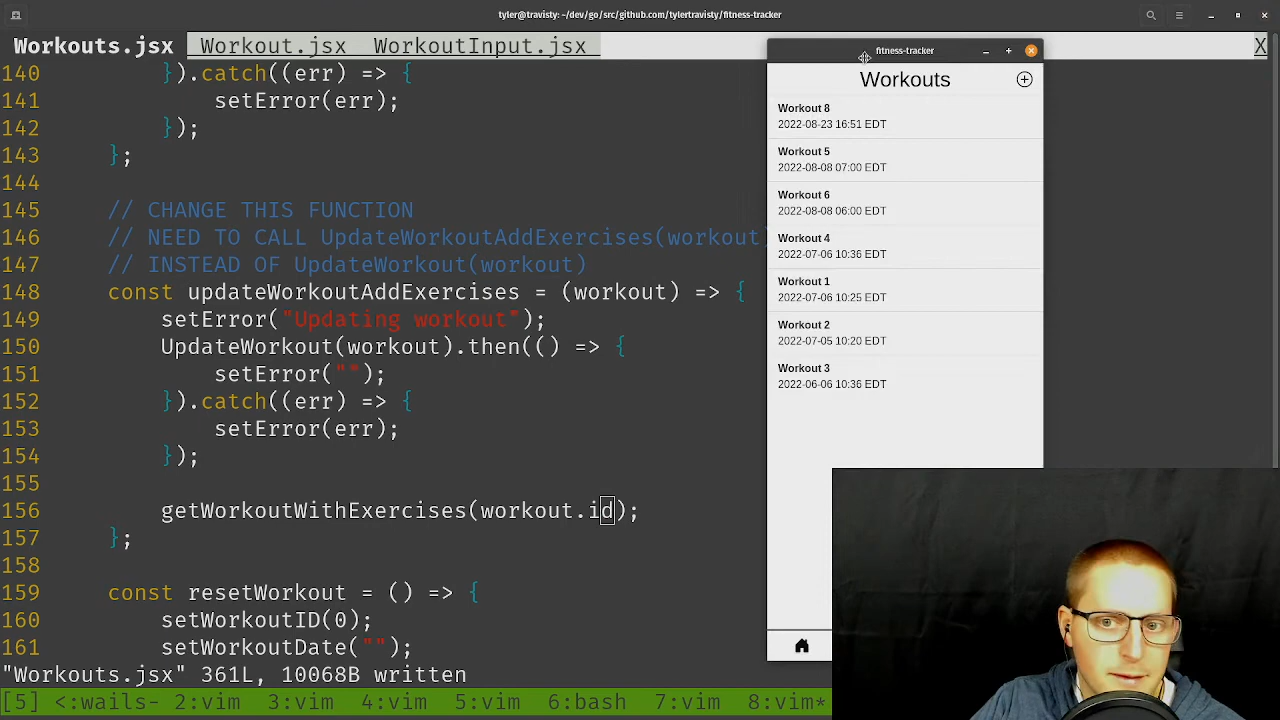 tyler@travisty: ~/dev/go/src/github.com/tylertravisty/fitness-tracker
Workouts.jsx Workout.jsx WorkoutInput.jsx X
140 }).catch((err) => {
141 setError(err);
142 });
143 };
144
145 // CHANGE THIS FUNCTION
146 // NEED TO CALL UpdateWorkoutAddExercises(workout)
147 // INSTEAD OF UpdateWorkout(workout)
148 const updateWorkoutAddExercises = (workout) => {
149 setError("Updating workout");
150 UpdateWorkout(workout).then(() => {
151 setError("");
152 }).catch((err) => {
153 setError(err);
154 });
155
156 getWorkoutWithExercises(workout.id);
157 };
158
159 const resetWorkout = () => {
160 setWorkoutID(0);
161 setWorkoutDate("");
"Workouts.jsx" 361L, 10068B written
[5] <:wails- 2:vim 3:vim 4:vim 5:vim 6:bash 7:vim 8:vim*
fitness-tracker
Workouts
Workout 8
2022-08-23 16:51 EDT
Workout 5
2022-08-08 07:00 EDT
Workout 6
2022-08-08 06:00 EDT
Workout 4
2022-07-06 10:36 EDT
Workout 1
2022-07-06 10:25 EDT
Workout 2
2022-07-05 10:20 EDT
Workout 3
2022-06-06 10:36 EDT